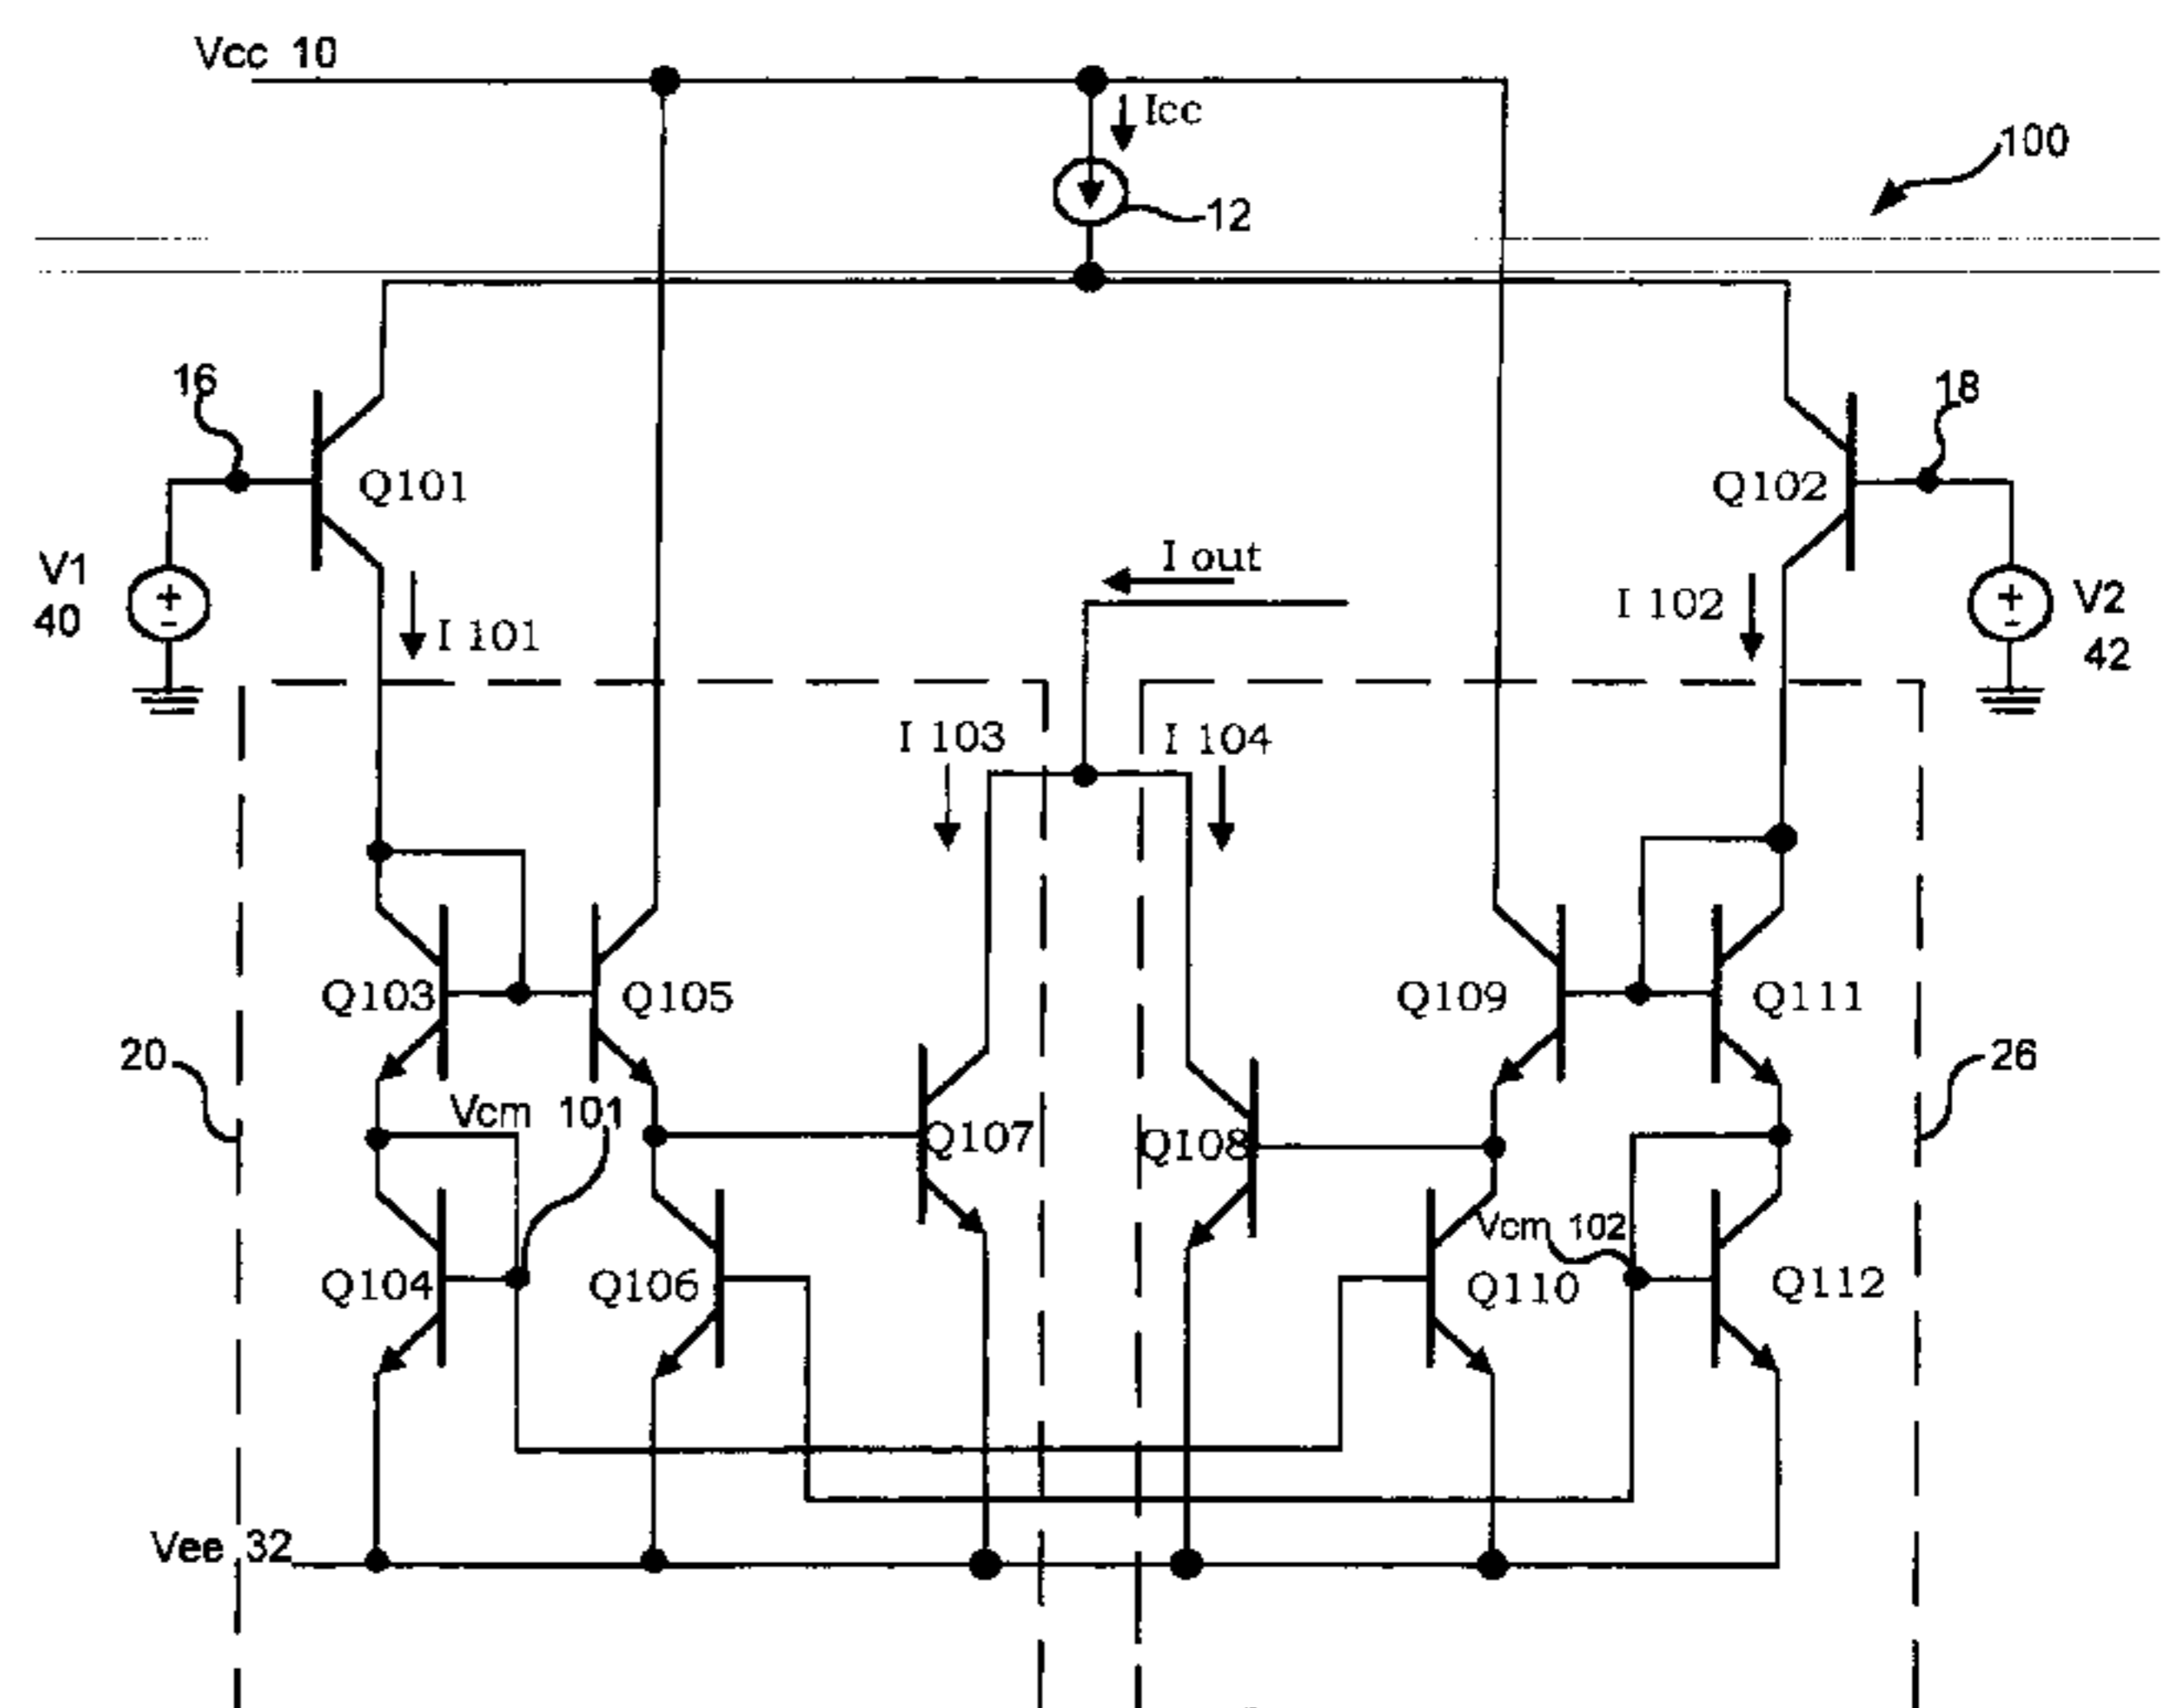 Vcc 10
Icc
100
12
16
18
Q101
Q102
V1
40
I out
I 101
I 102
V2
42
I 103
I 104
Q103
Q105
Q109
Q111
20
26
Vcm 101
Q107
Q108
Vcm 102
Q104
Q106
Q110
Q112
Vee 32